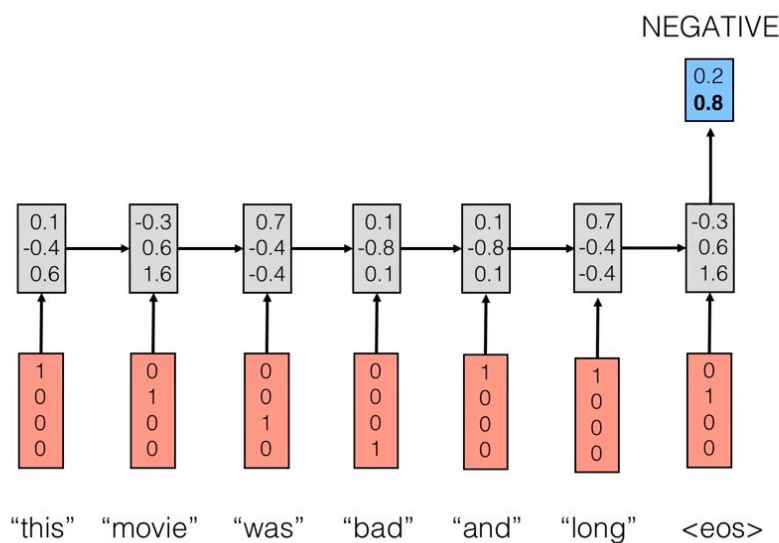 NEGATIVE
0.2
0.8
0.1 -0.3 0.7 0.1 0.1 0.7 -0.3
-0.4 0.6 -0.4 -0.8 -0.8 -0.4 0.6
0.6 1.6 -0.4 0.1 0.1 -0.4 1.6
1 0 0 0 1 1 0
0 1 0 0 0 0 1
0 0 1 0 0 0 0
0 0 0 1 0 0 0
“this” “movie” “was” “bad” “and” “long” <eos>